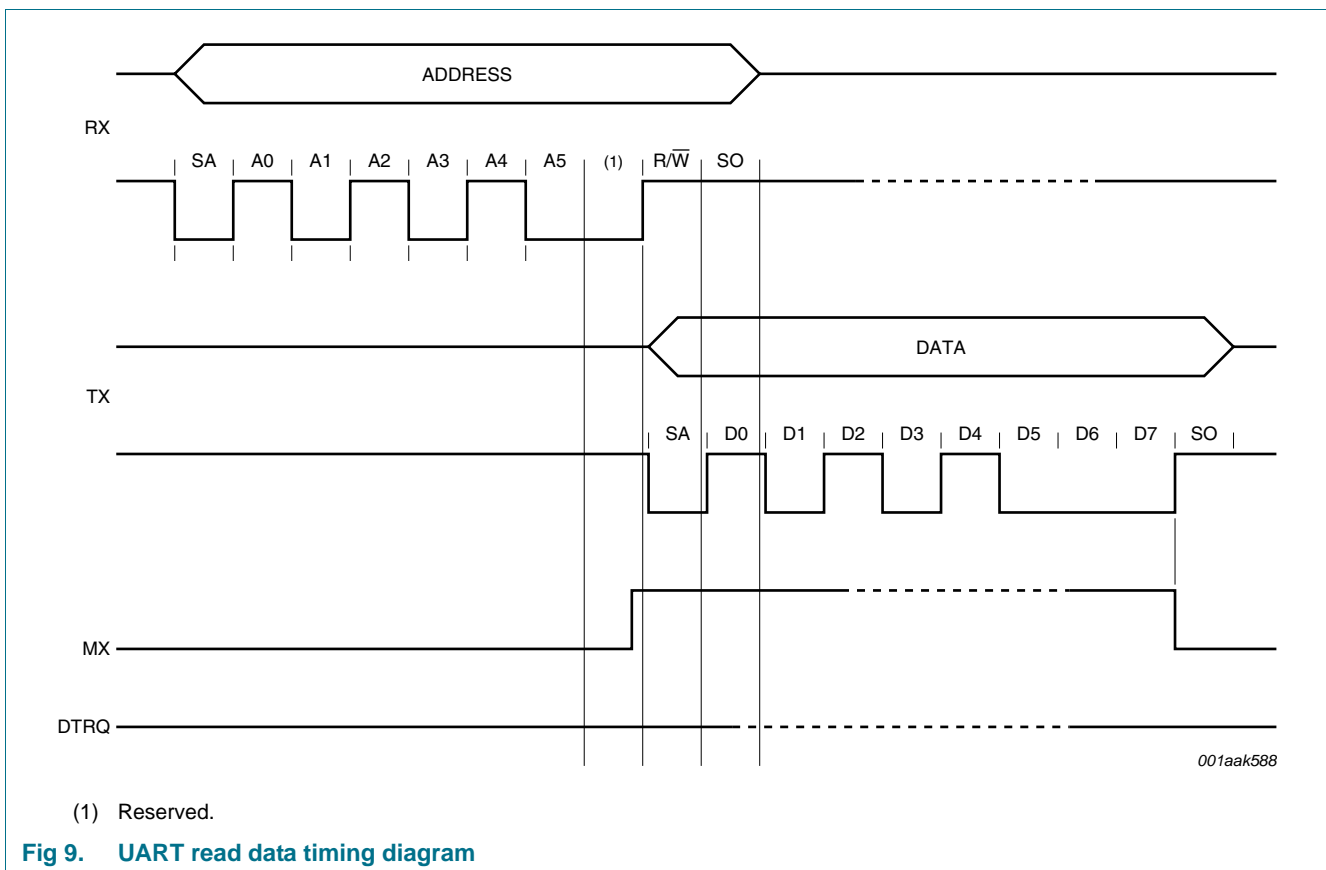 ADDRESS
RX
SA A0 A1 A2 A3 A4 A5 (1) R/W̅ SO
DATA
TX
SA D0 D1 D2 D3 D4 D5 D6 D7 SO
MX
DTRQ
001aak588
(1) Reserved.
Fig 9. UART read data timing diagram